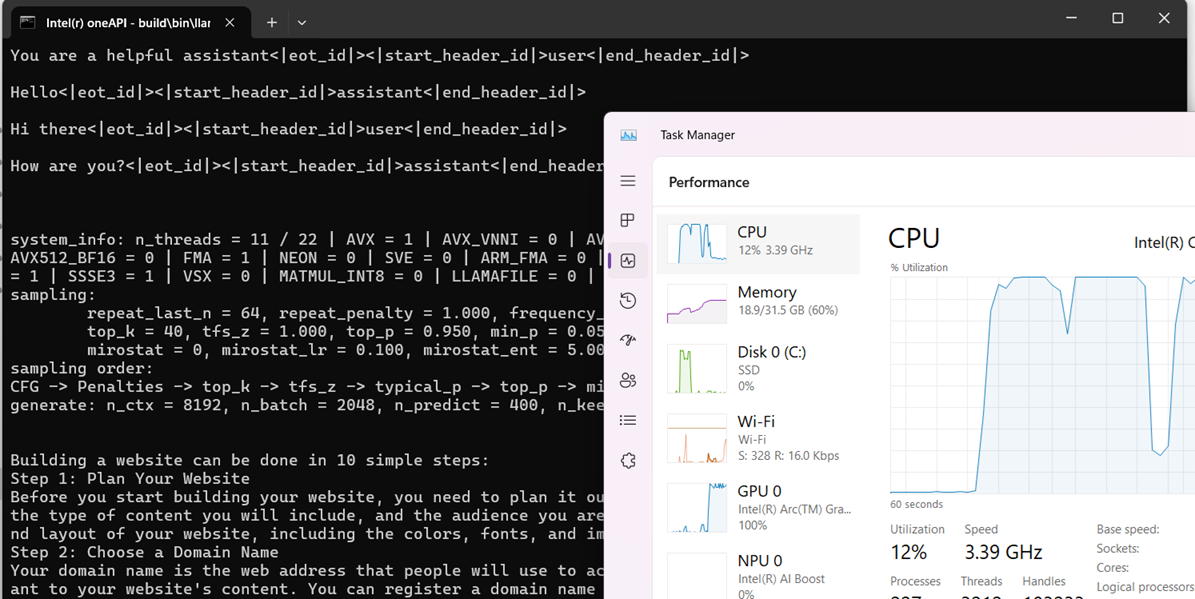 Intel(r) oneAPI - build\bin\llar
You are a helpful assistant<|eot_id|><|start_header_id|>user<|end_header_id|>
Hello<|eot_id|><|start_header_id|>assistant<|end_header_id|>
Hi there<|eot_id|><|start_header_id|>user<|end_header_id|>
How are you?<|eot_id|><|start_header_id|>assistant<|end_header
system_info: n_threads = 11 / 22 | AVX = 1 | AVX_VNNI = 0 | AV
AVX512_BF16 = 0 | FMA = 1 | NEON = 0 | SVE = 0 | ARM_FMA = 0 |
= 1 | SSSE3 = 1 | VSX = 0 | MATMUL_INT8 = 0 | LLAMAFILE = 0 |
sampling:
repeat_last_n = 64, repeat_penalty = 1.000, frequency_
top_k = 40, tfs_z = 1.000, top_p = 0.950, min_p = 0.05
mirostat = 0, mirostat_lr = 0.100, mirostat_ent = 5.00
sampling order:
CFG -> Penalties -> top_k -> tfs_z -> typical_p -> top_p -> mi
generate: n_ctx = 8192, n_batch = 2048, n_predict = 400, n_kee
Building a website can be done in 10 simple steps:
Step 1: Plan Your Website
Before you start building your website, you need to plan it ou
the type of content you will include, and the audience you are
nd layout of your website, including the colors, fonts, and im
Step 2: Choose a Domain Name
Your domain name is the web address that people will use to ac
ant to your website's content. You can register a domain name
Task Manager
Performance
CPU
12% 3.39 GHz
Memory
18.9/31.5 GB (60%)
Disk 0 (C:)
SSD
0%
Wi-Fi
Wi-Fi
S: 328 R: 16.0 Kbps
GPU 0
Intel(R) Arc(TM) Gra...
100%
NPU 0
Intel(R) AI Boost
0%
CPU
Intel(R) C
% Utilization
60 seconds
Utilization
Speed
Base speed:
12%
3.39 GHz
Sockets:
Cores:
Processes
Threads
Handles
Logical processors